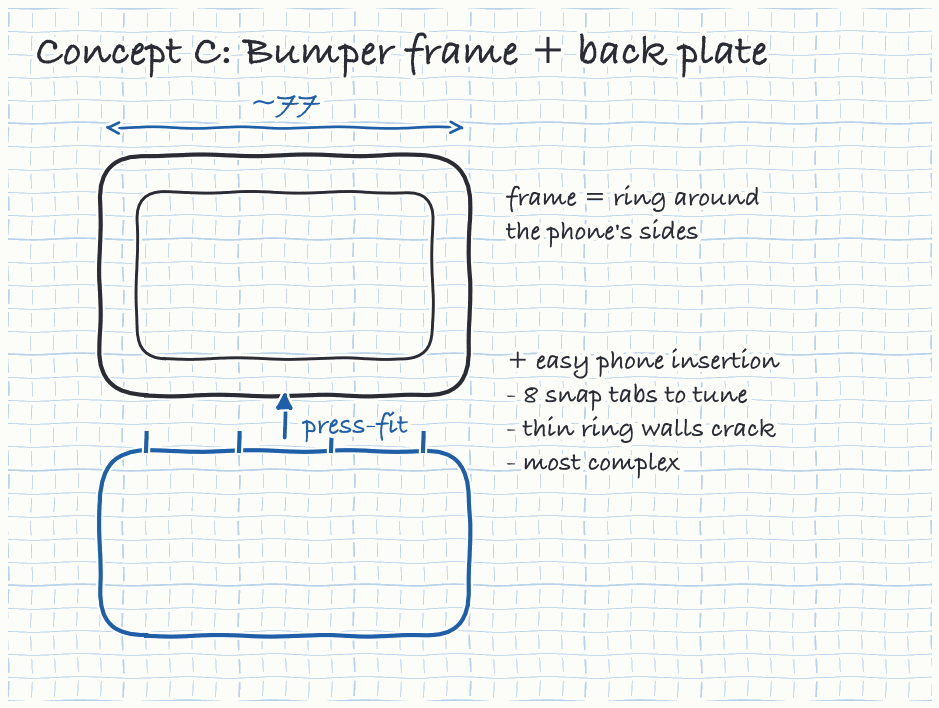 Concept C: Bumper frame + back plate
~77
frame = ring around
the phone's sides
+ easy phone insertion
- 8 snap tabs to tune
- thin ring walls crack
- most complex
press-fit